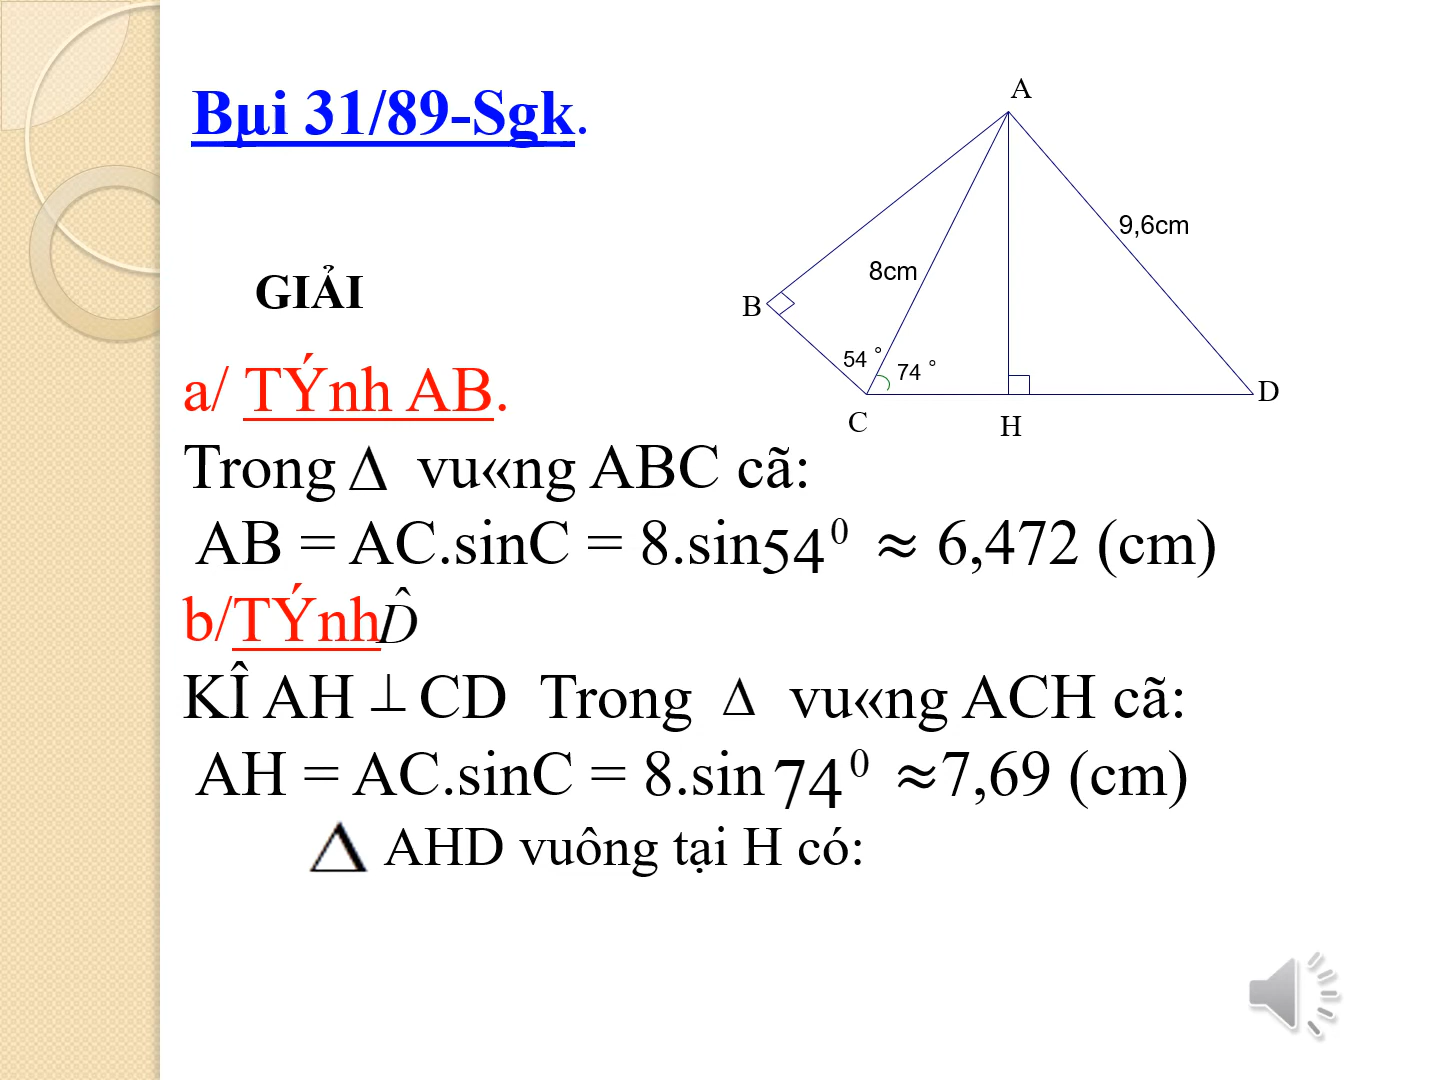 Bµi 31/89-Sgk.
A
9,6cm
8cm
B
54 °
74 °
C
H
D
GIẢI
a/ TÝnh AB.
Trong Δ vu«ng ABC cã:
AB = AC.sinC = 8.sin54⁰ ≈ 6,472 (cm)
b/TÝnh D̂
KÎ AH ⊥ CD Trong Δ vu«ng ACH cã:
AH = AC.sinC = 8.sin74⁰ ≈7,69 (cm)
Δ AHD vuông tại H có: